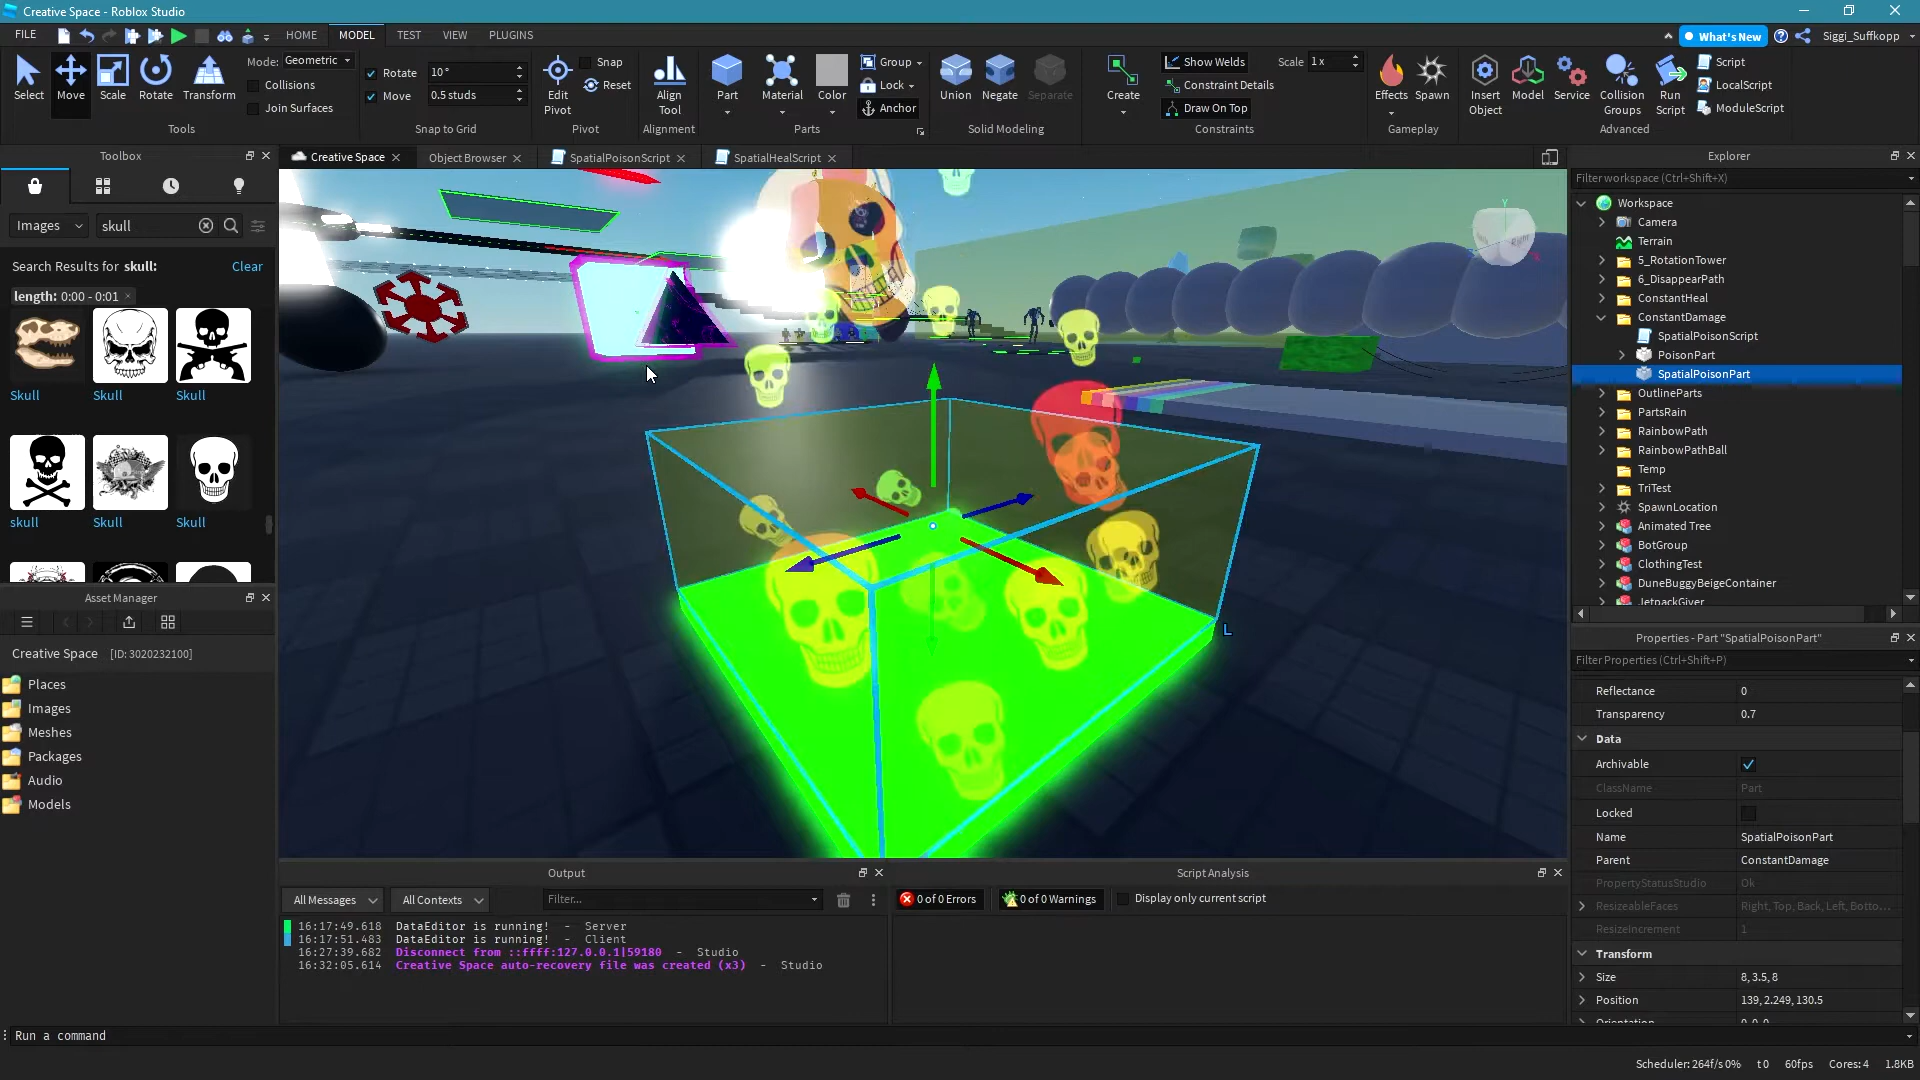 Creative Space - Roblox Studio
FILE HOME MODEL TEST VIEW PLUGINS
What's New Siggi_Suffkopp
Select Move Scale Rotate Transform
Mode: Geometric
Collisions
Join Surfaces
Tools
Rotate 10°
Move 0.5 studs
Snap to Grid
Edit Pivot
Snap
Reset
Pivot
Align Tool
Alignment
Part Material Color
Group
Lock
Anchor
Parts
Union Negate Separate
Solid Modeling
Create
Show Welds
Constraint Details
Draw On Top
Scale 1 x
Constraints
Effects Spawn
Gameplay
Insert Object
Model
Service
Collision Groups
Run Script
Script
LocalScript
ModuleScript
Advanced
Toolbox
Images skull
Search Results for skull: Clear
length: 0:00 - 0:01
Skull Skull Skull
skull Skull Skull
Asset Manager
Creative Space [ID: 3020232100]
Places
Images
Meshes
Packages
Audio
Models
Creative Space Object Browser SpatialPoisonScript SpatialHealScript
Y
Right
L
Output
All Messages All Contexts Filter...
16:17:49.618 DataEditor is running! - Server
16:17:51.483 DataEditor is running! - Client
16:27:39.682 Disconnect from ::ffff:127.0.0.1|59180 - Studio
16:32:05.614 Creative Space auto-recovery file was created (x3) - Studio
Script Analysis
0 of 0 Errors 0 of 0 Warnings Display only current script
Explorer
Filter workspace (Ctrl+Shift+X)
Workspace
Camera
Terrain
5_RotationTower
6_DisappearPath
ConstantHeal
ConstantDamage
SpatialPoisonScript
PoisonPart
SpatialPoisonPart
OutlineParts
PartsRain
RainbowPath
RainbowPathBall
Temp
TriTest
SpawnLocation
Animated Tree
BotGroup
ClothingTest
DuneBuggyBeigeContainer
JetpackGiver
Properties - Part "SpatialPoisonPart"
Filter Properties (Ctrl+Shift+P)
Reflectance 0
Transparency 0.7
Data
Archivable
ClassName Part
Locked
Name SpatialPoisonPart
Parent ConstantDamage
PropertyStatusStudio Ok
ResizeableFaces Right, Top, Back, Left, Botto...
ResizeIncrement 1
Transform
Size 8, 3.5, 8
Position 139, 2.249, 130.5
Orientation 0, 0, 0
Run a command
Scheduler: 264f/s 0% t 0 60fps Cores: 4 1.8KB